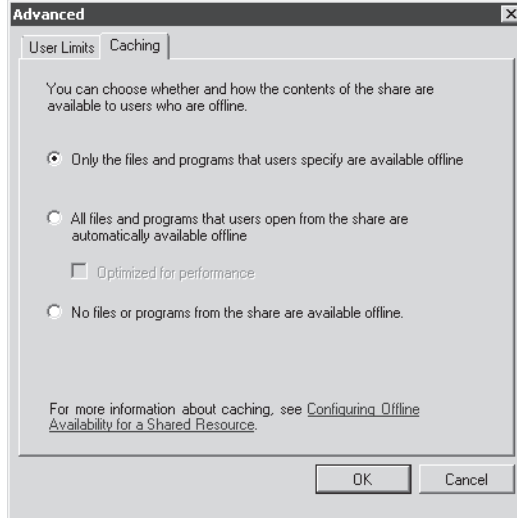 Advanced
User Limits Caching
You can choose whether and how the contents of the share are
available to users who are offline.
Only the files and programs that users specify are available offline
All files and programs that users open from the share are
automatically available offline
Optimized for performance
No files or programs from the share are available offline.
For more information about caching, see Configuring Offline
Availability for a Shared Resource.
OK Cancel